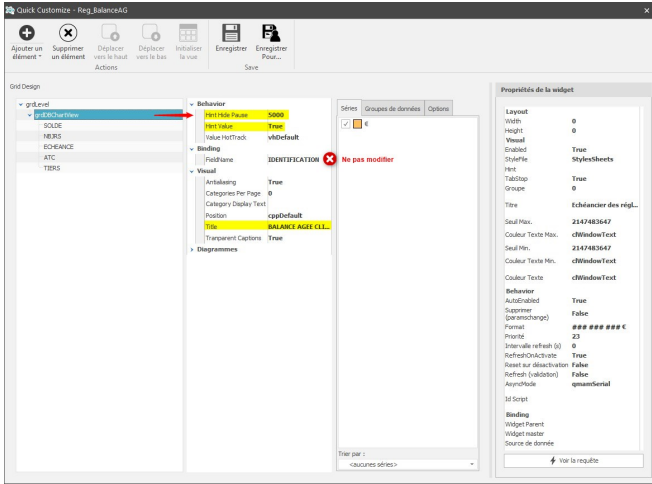 Quick Customize - Reg_BalanceAG
×
Ajouter un élément
Supprimer un élément
Déplacer vers le haut
Déplacer vers le bas
Initialiser la vue
Enregistrer
Enregistrer Pour...
Actions
Save
Grid Design
grdLevel
grdDBChartView
SOLDE
NBJRS
ECHEANCE
ATC
TIERS
Behavior
Hint Hide Pause 5000
Hint Value True
Value HotTrack vhDefault
Binding
FieldName IDENTIFICATION
Ne pas modifier
Visual
Antialiasing True
Categories Per Page 0
Category Display Text
Position cppDefault
Title BALANCE AGEE CLI...
Tranparent Captions True
Diagrammes
Séries Groupes de données Options
€
Trier par :
<aucunes séries>
Propriétés de la widget
Layout
Width 0
Height 0
Visual
Enabled True
StyleFile StylesSheets
Hint
TabStop True
Groupe 0
Titre Echéancier des régl...
Seuil Max. 2147483647
Couleur Texte Max. clWindowText
Seuil Min. 2147483647
Couleur Texte Min. clWindowText
Couleur Texte clWindowText
Behavior
AutoEnabled True
Supprimer (paramschange) False
Format ### ### ### €
Priorité 23
Intervalle refresh (s) 0
RefreshOnActivate True
Reset sur désactivation False
Refresh (validation) False
AsyncMode qmamSerial
Id Script
Binding
Widget Parent
Widget master
Source de donnée
Voir la requête